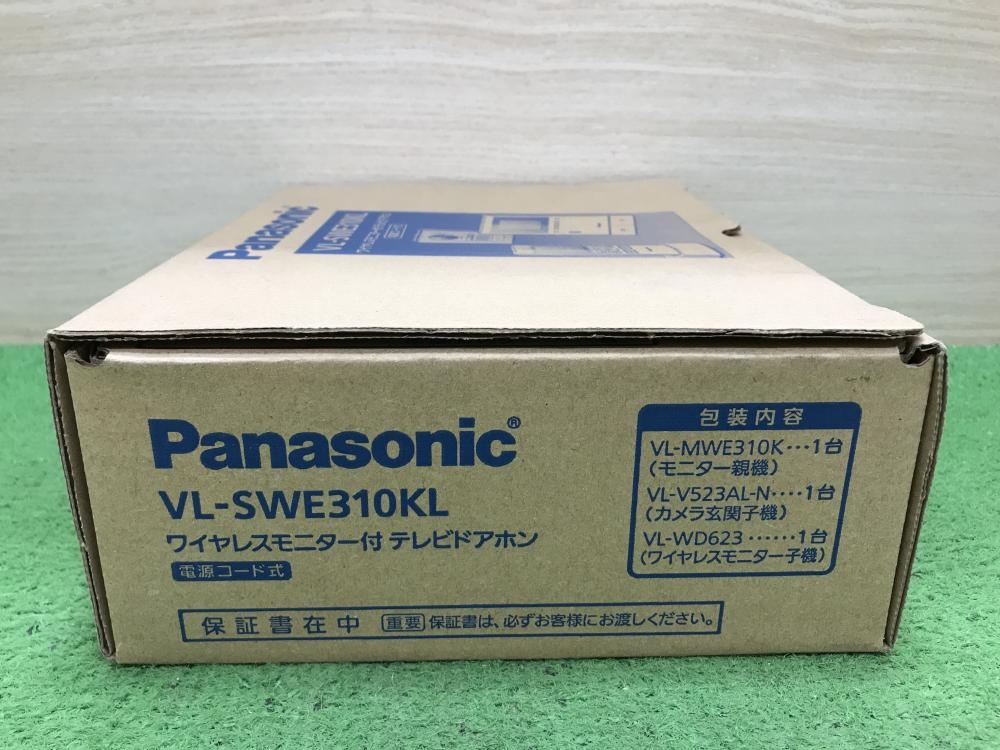 Panasonic
VL-SWE310KL
Panasonic®
VL-SWE310KL
ワイヤレスモニター付 テレビドアホン
電源コード式
保証書在中 重要 保証書は、必ずお客様にお渡しください。
包装内容
VL-MWE310K…1台
(モニター親機)
VL-V523AL-N‥‥1台
(カメラ玄関子機)
VL-WD623 ……1台
(ワイヤレスモニター子機)